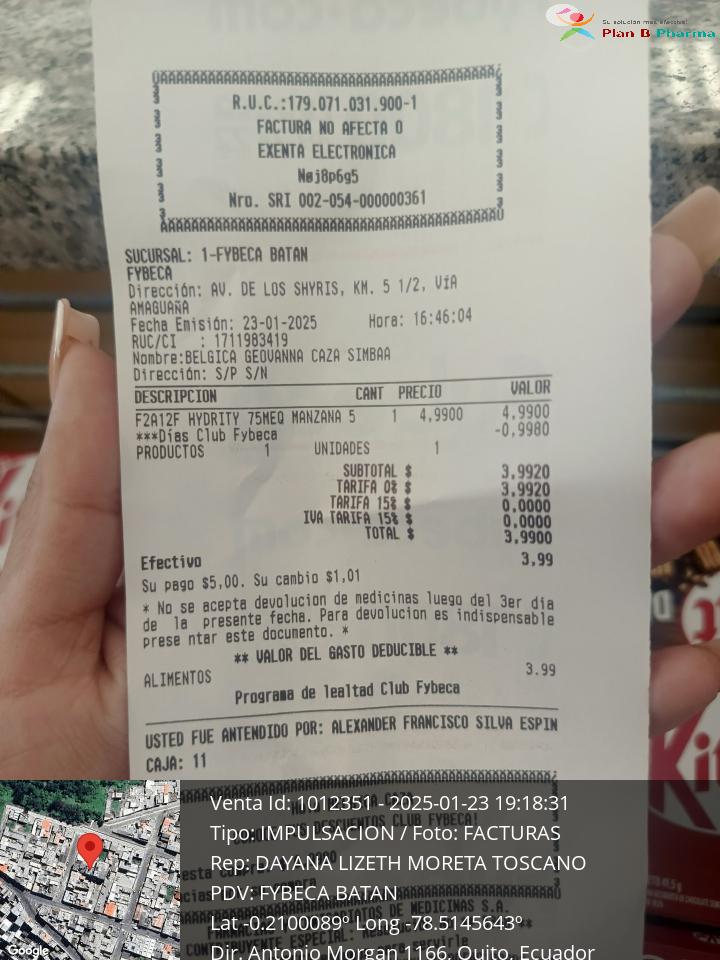 Su solución más efectiva!
Plan B Pharma
R.U.C.:179.071.031.900-1
FACTURA NO AFECTA O
EXENTA ELECTRONICA
Nøj8p6g5
Nro. SRI 002-054-000000361
SUCURSAL: 1-FYBECA BATAN
FYBECA
Dirección: AV. DE LOS SHYRIS, KM. 5 1/2, VíA
AMAGUAñA
Fecha Emisión: 23-01-2025 Hora: 16:46:04
RUC/CI : 1711983419
Nombre:BELGICA GEOVANNA CAZA SIMBAA
Dirección: S/P S/N
DESCRIPCION CANT PRECIO VALOR
F2A12F HYDRITY 75MEQ MANZANA 5 1 4,9900 4,9900
***Días Club Fybeca -0,9980
PRODUCTOS 1 UNIDADES 1
SUBTOTAL $ 3,9920
TARIFA 0% $ 3,9920
TARIFA 15% $ 0,0000
IVA TARIFA 15% $ 0,0000
TOTAL $ 3,9900
Efectivo 3.99
Su pago $5,00. Su cambio $1,01
* No se acepta devolucion de medicinas luego del 3er dia
de la presente fecha. Para devolucion es indispensable
prese ntar este documento. *
** VALOR DEL GASTO DEDUCIBLE **
ALIMENTOS 3.99
Programa de lealtad Club Fybeca
USTED FUE ANTENDIDO POR: ALEXANDER FRANCISCO SILVA ESPIN
CAJA: 11
Venta Id: 1012351 - 2025-01-23 19:18:31
Tipo: IMPULSACION / Foto: FACTURAS
Rep: DAYANA LIZETH MORETA TOSCANO
PDV: FYBECA BATAN
Lat -0.2100089º Long -78.5145643º
Dir. Antonio Morgan 1166, Quito, Ecuador
Google